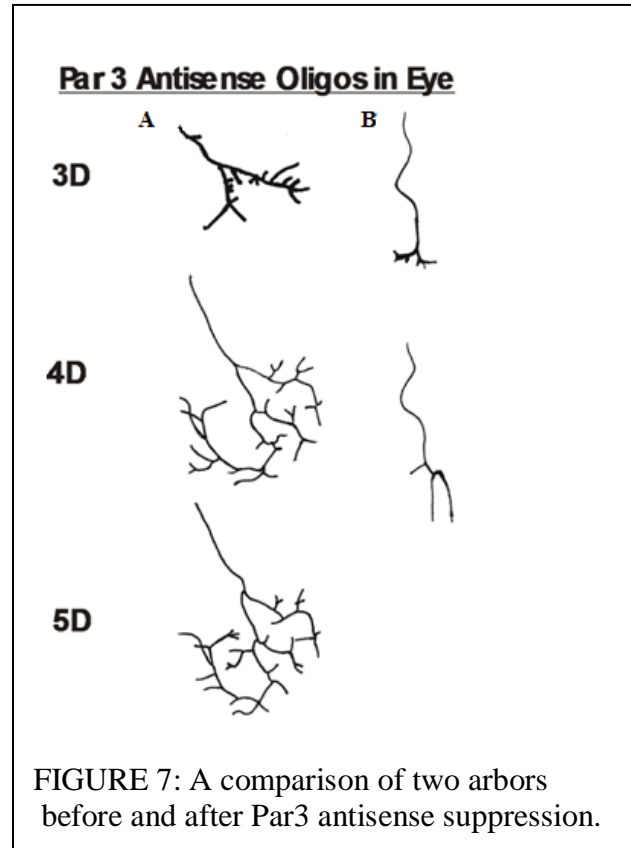 Par 3 Antisense Oligos in Eye
A B
3D
4D
5D
FIGURE 7: A comparison of two arbors
before and after Par3 antisense suppression.